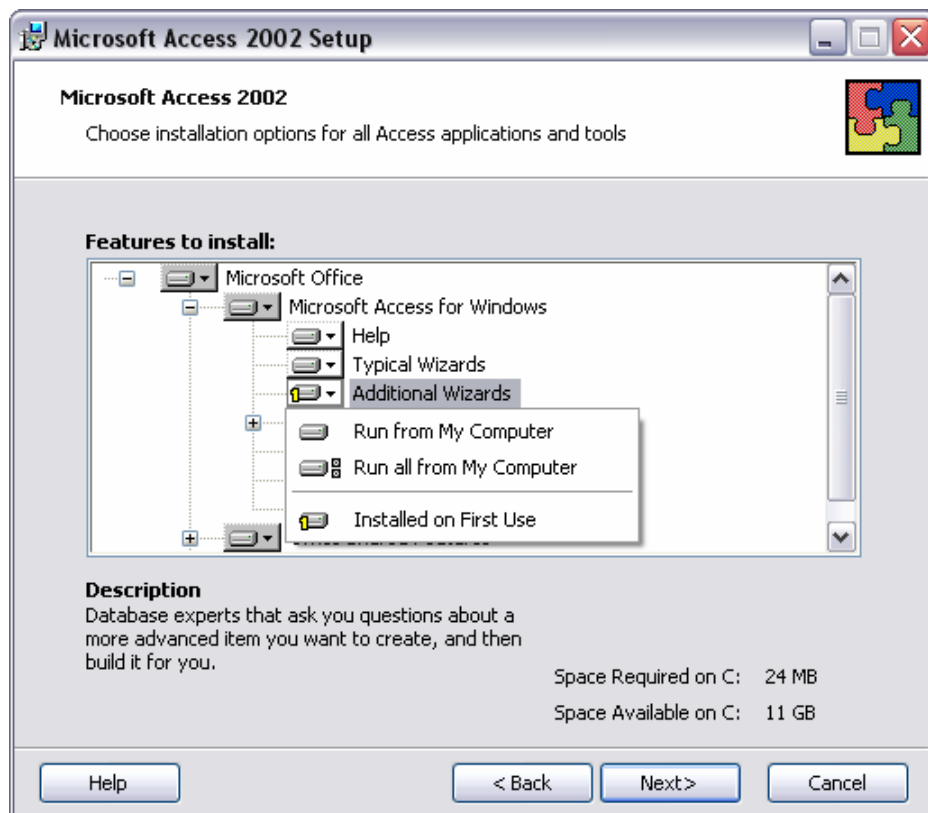 Microsoft Access 2002 Setup
Microsoft Access 2002
Choose installation options for all Access applications and tools
Features to install:
Microsoft Office
Microsoft Access for Windows
Help
Typical Wizards
Additional Wizards
Run from My Computer
Run all from My Computer
Installed on First Use
Description
Database experts that ask you questions about a
more advanced item you want to create, and then
build it for you.
Space Required on C: 24 MB
Space Available on C: 11 GB
Help
< Back
Next>
Cancel